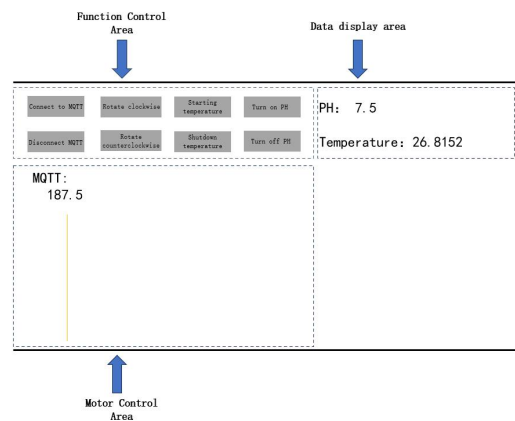 Function Control
Area
Data display area
Connect to MQTT
Rotate clockwise
Starting
temperature
Turn on PH
PH： 7.5
Disconnect MQTT
Rotate
counterclockwise
Shutdown
temperature
Turn off PH
Temperature：26.8152
MQTT:
187.5
Motor Control
Area